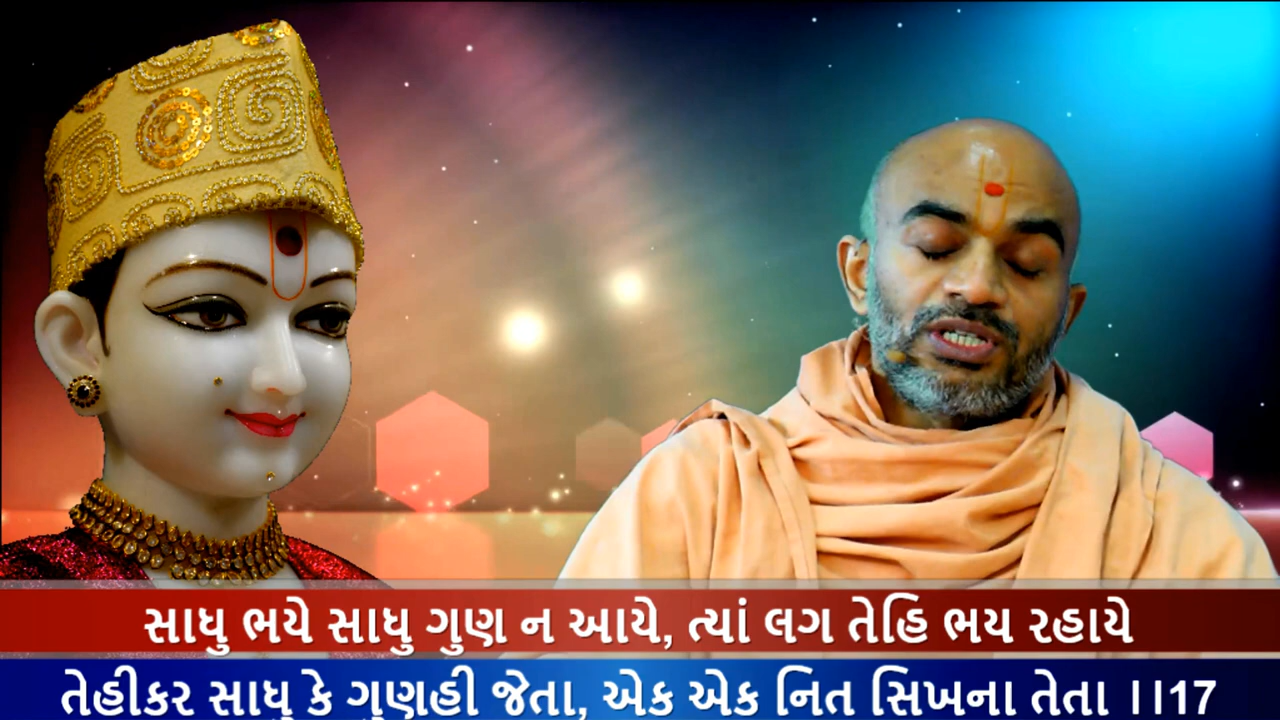 સાધુ ભયે સાધુ ગુણ ન આયે, ત્યાં લગ તેહિ ભય રહાયે
તેહીકર સાધુ કે ગુણહી જેતા, એક એક નિત સિખના તેતા ।।17